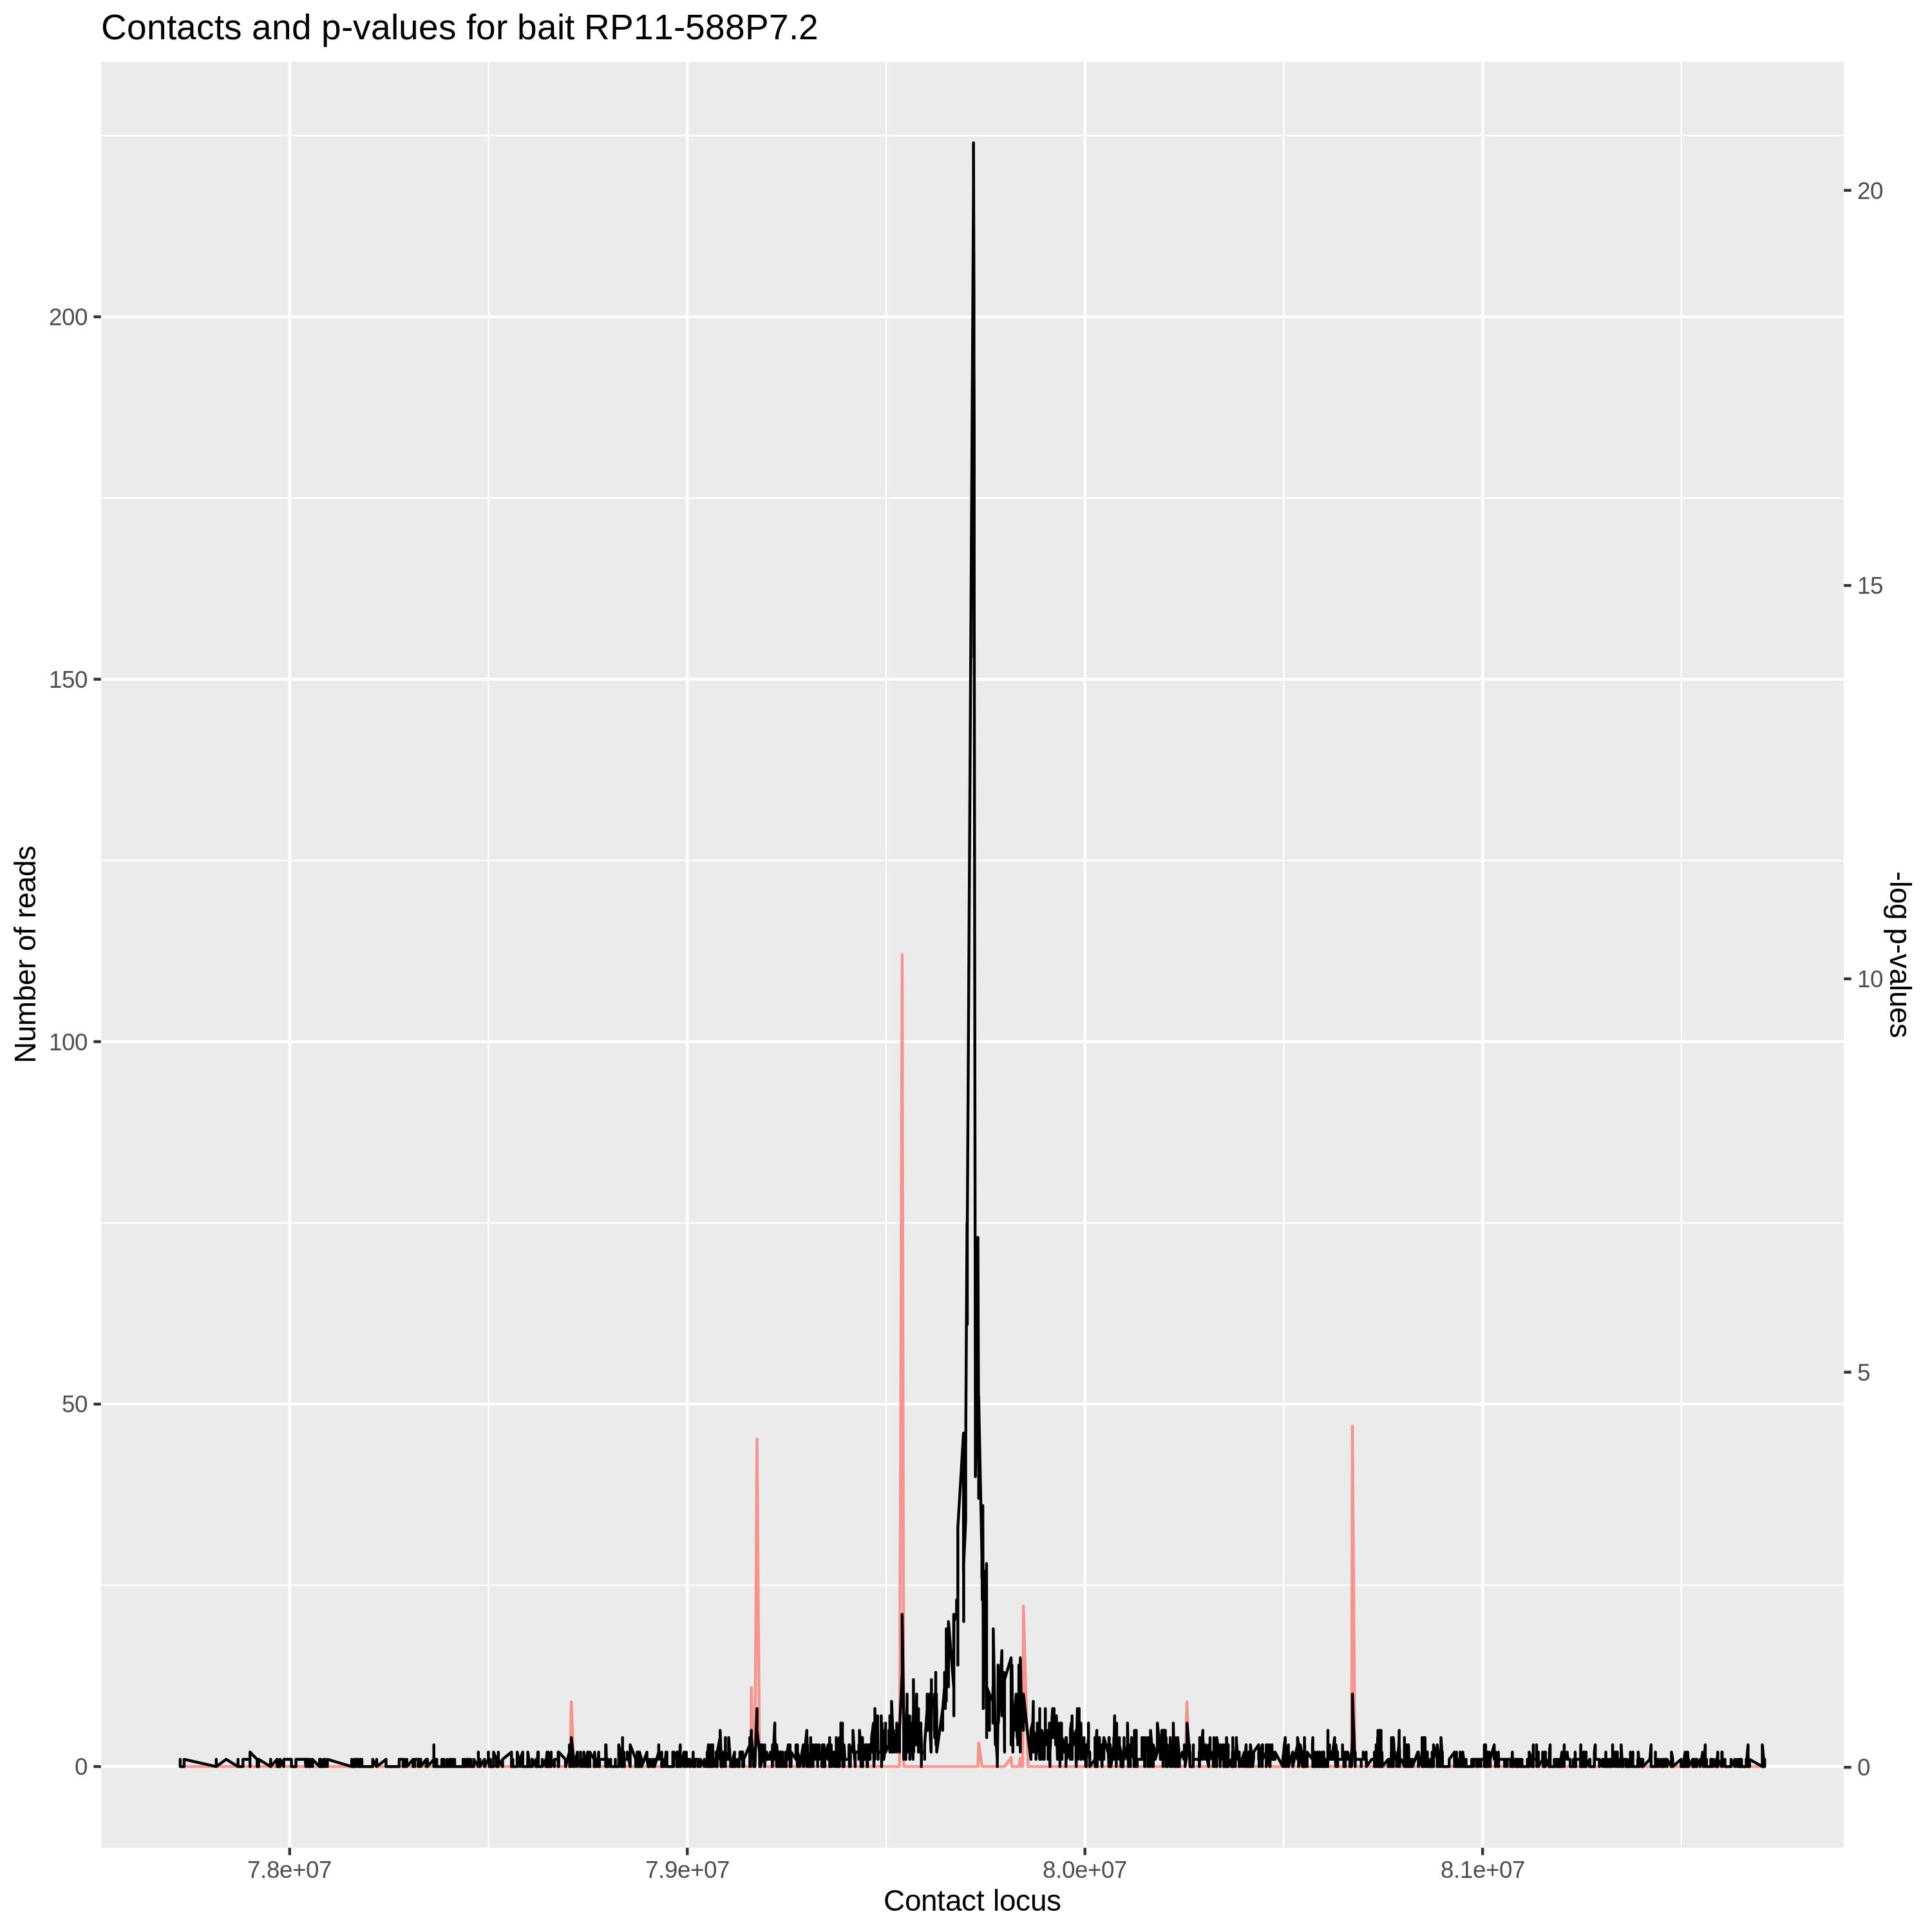 Contacts and p-values for bait RP11-588P7.2
Number of reads
200
150
100
50
0
20
15
10
5
0
-log p-values
7.8e+07 7.9e+07 8.0e+07 8.1e+07
Contact locus